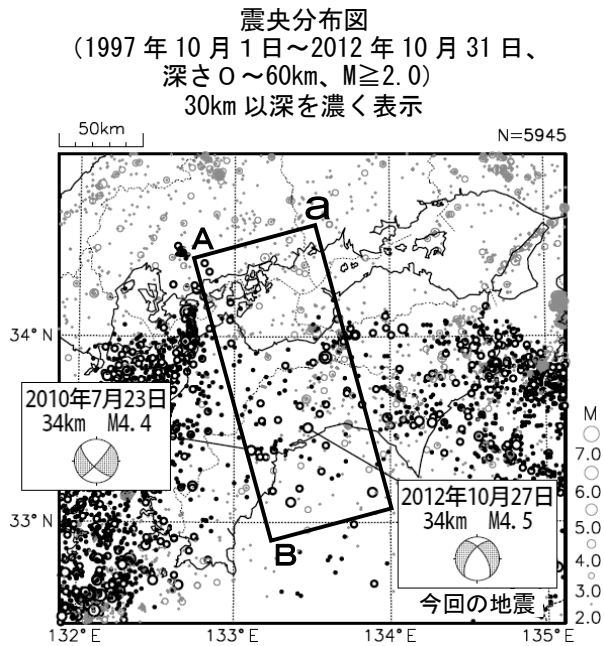 震央分布図
（1997 年 10 月 1 日～2012 年 10 月 31 日、
深さ０～60km、M≧2.0）
30km 以深を濃く表示
50km
N=5945
A
a
34°N
2010年7月23日
34km M4.4
M
7.0
6.0
5.0
4.0
3.0
2.0
33°N
2012年10月27日
34km M4.5
今回の地震
B
132°E
133°E
134°E
135°E